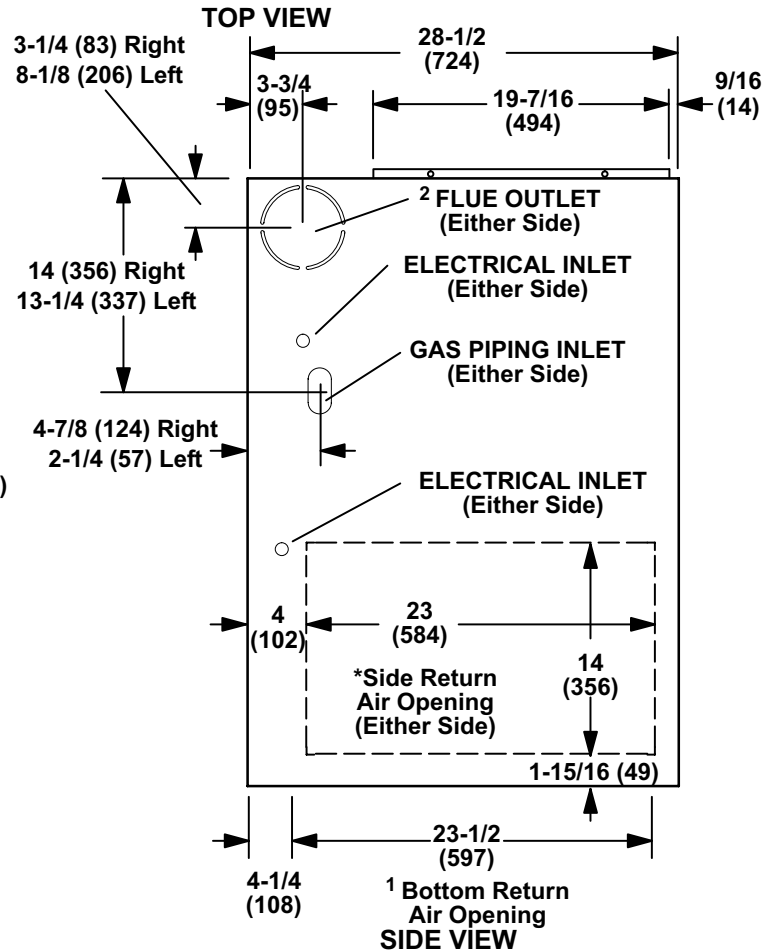 TOP VIEW
3-1/4 (83) Right
8-1/8 (206) Left
28-1/2
(724)
3-3/4
(95)
19-7/16
(494)
9/16
(14)
2 FLUE OUTLET
(Either Side)
14 (356) Right
13-1/4 (337) Left
ELECTRICAL INLET
(Either Side)
GAS PIPING INLET
(Either Side)
4-7/8 (124) Right
2-1/4 (57) Left
)
ELECTRICAL INLET
(Either Side)
4
(102)
23
(584)
14
(356)
*Side Return
Air Opening
(Either Side)
1-15/16 (49)
4-1/4
(108)
23-1/2
(597)
1 Bottom Return
Air Opening
SIDE VIEW